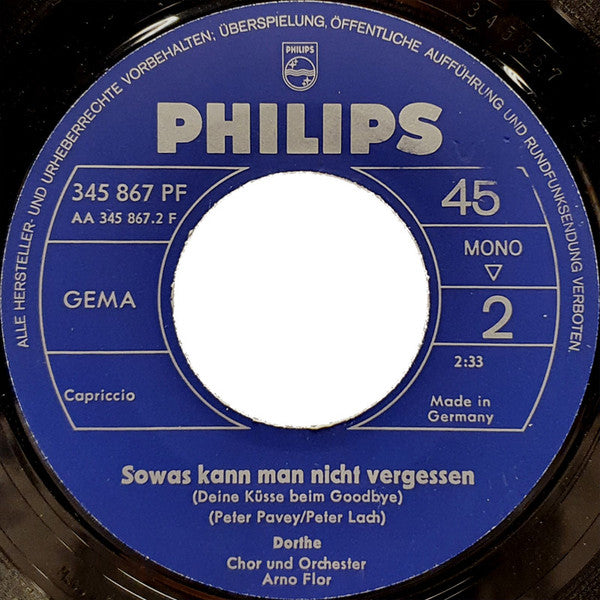 ALLE HERSTELLER- UND URHEBERRECHTE VORBEHALTEN; ÜBERSPIELUNG, ÖFFENTLICHE AUFFÜHRUNG UND RUNDFUNKSENDUNG VERBOTEN.
PHILIPS
PHILIPS
345 867 PF
AA 345 867.2 F
45
MONO
GEMA
2
2:33
Capriccio
Made in
Germany
Sowas kann man nicht vergessen
(Deine Küsse beim Goodbye)
(Peter Pavey/Peter Lach)
Dorthe
Chor und Orchester
Arno Flor